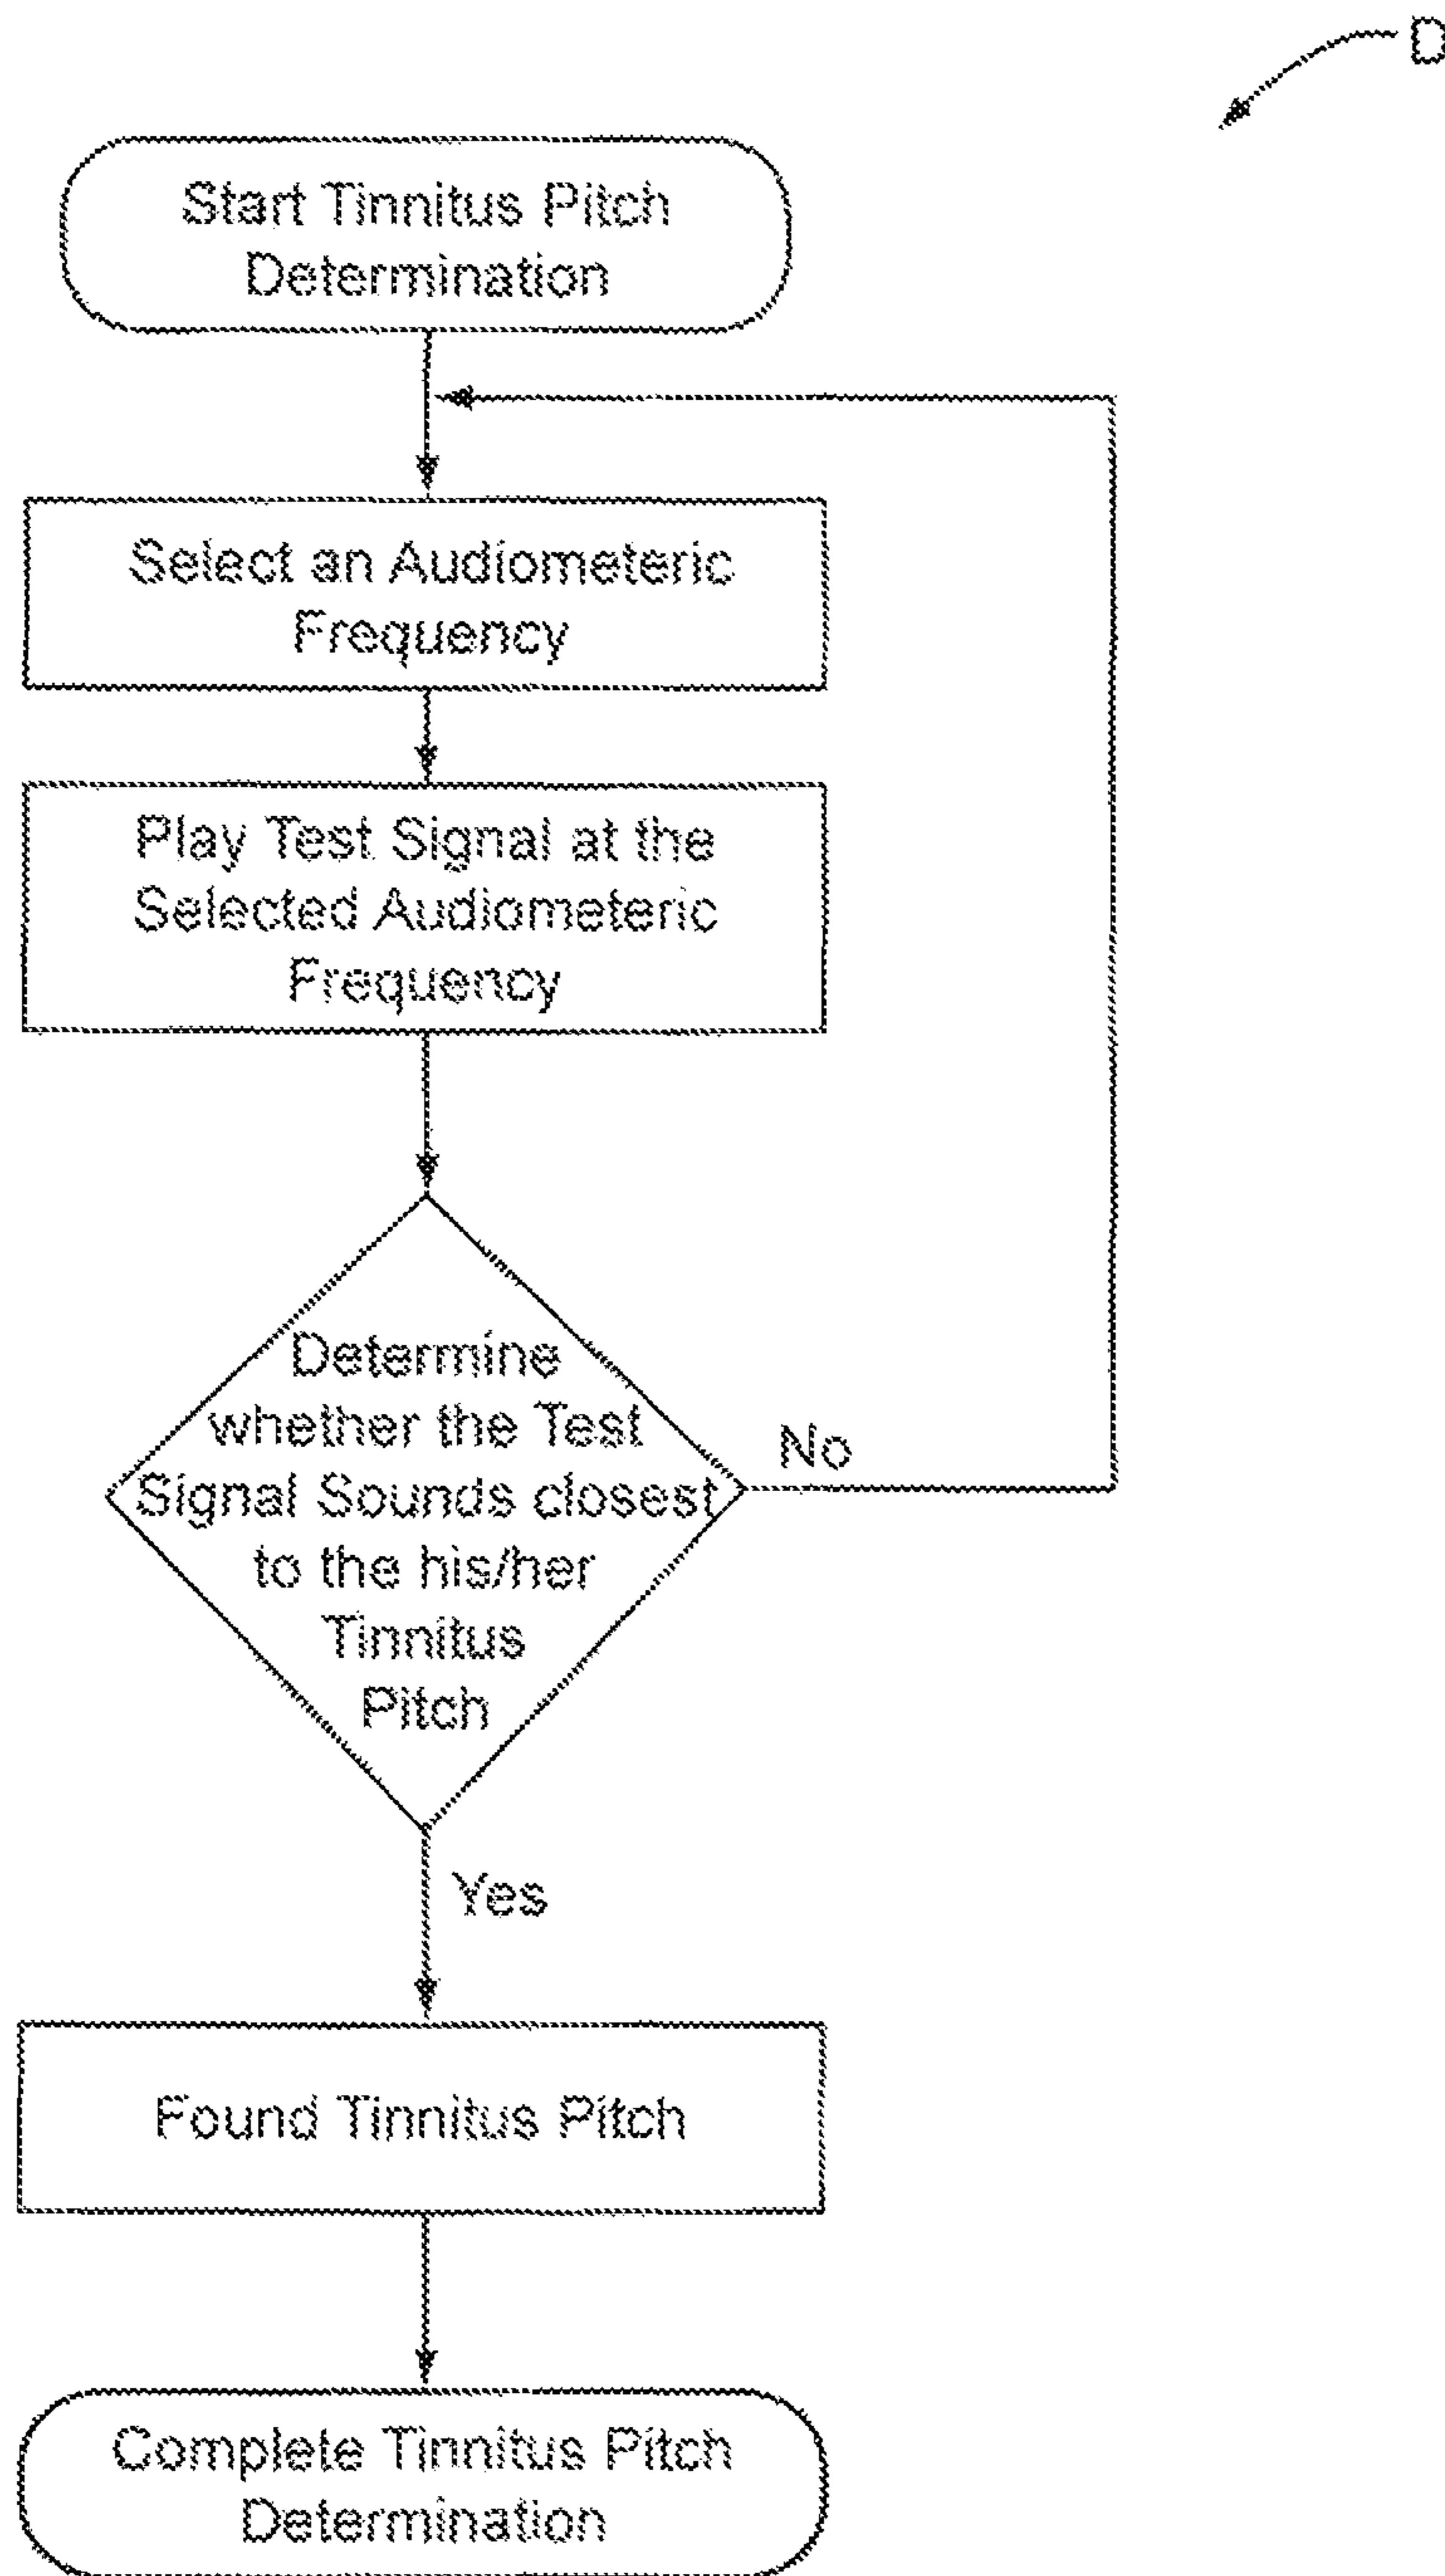 D
Start Tinnitus Pitch
Determination
Select an Audiometeric
Frequency
Play Test Signal at the
Selected Audiometeric
Frequency
Determine
whether the Test
Signal Sounds closest
to the his/her
Tinnitus
Pitch
No
Yes
Found Tinnitus Pitch
Complete Tinnitus Pitch
Determination